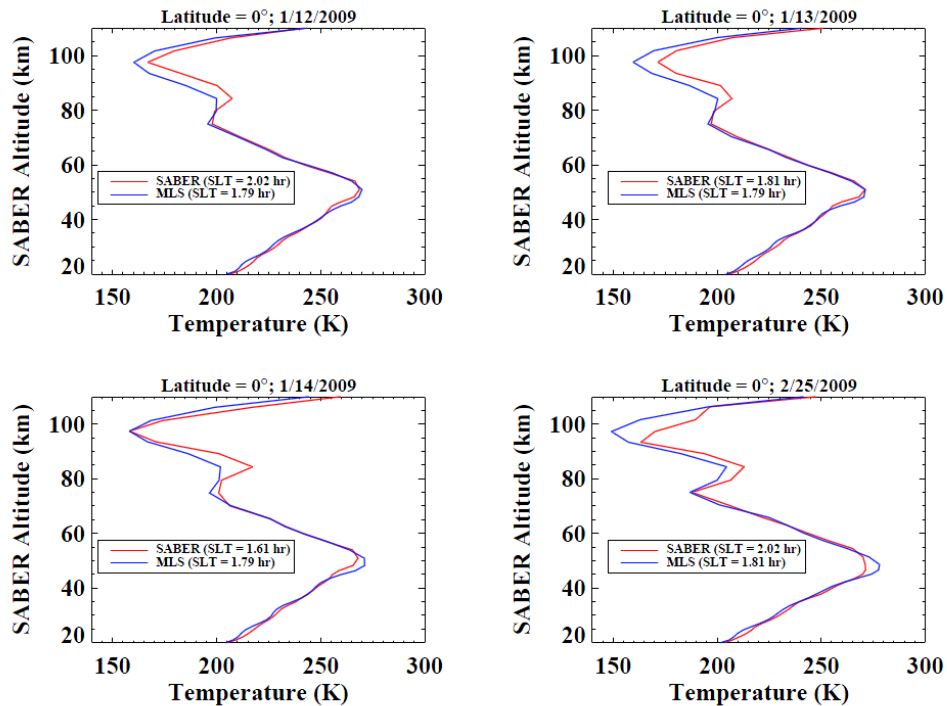 Latitude = 0°; 1/12/2009
SABER Altitude (km)
100
80
60
40
20
SABER (SLT = 2.02 hr)
MLS (SLT = 1.79 hr)
150 200 250 300
Temperature (K)
Latitude = 0°; 1/13/2009
SABER Altitude (km)
100
80
60
40
20
SABER (SLT = 1.81 hr)
MLS (SLT = 1.79 hr)
150 200 250 300
Temperature (K)
Latitude = 0°; 1/14/2009
SABER Altitude (km)
100
80
60
40
20
SABER (SLT = 1.61 hr)
MLS (SLT = 1.79 hr)
150 200 250 300
Temperature (K)
Latitude = 0°; 2/25/2009
SABER Altitude (km)
100
80
60
40
20
SABER (SLT = 2.02 hr)
MLS (SLT = 1.81 hr)
150 200 250 300
Temperature (K)